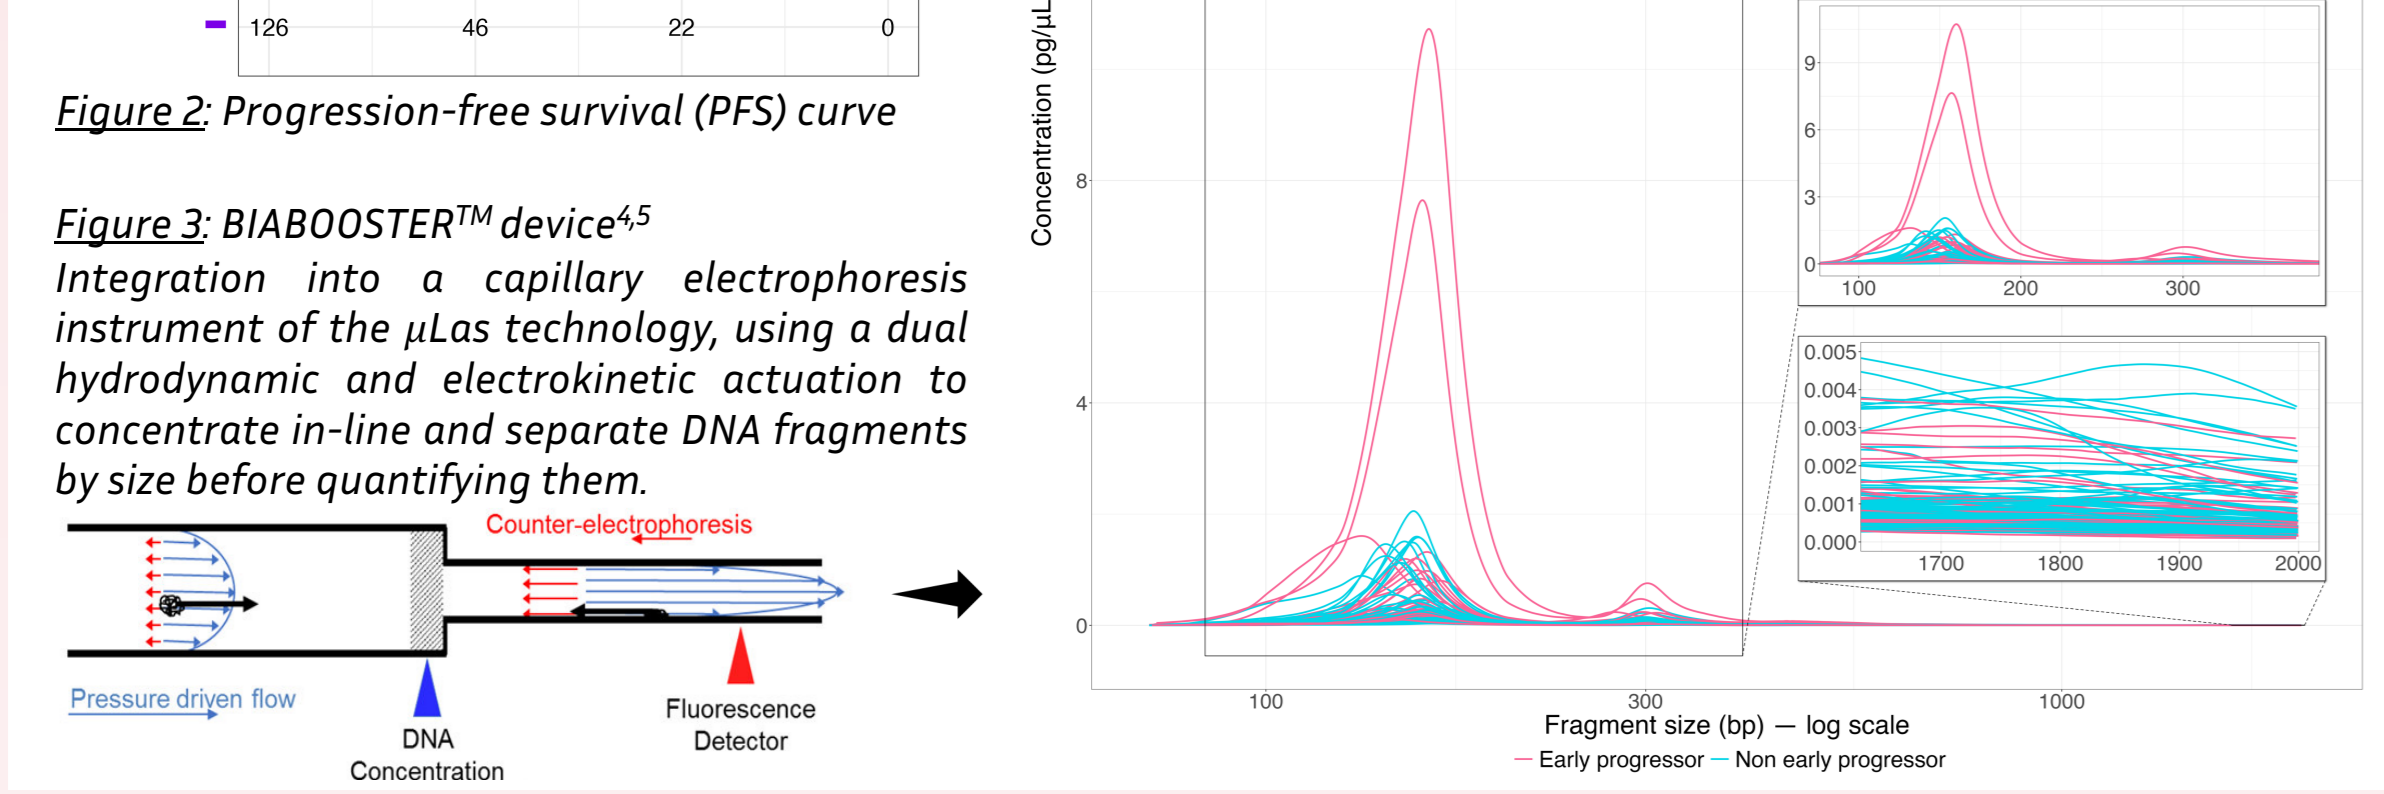 126 46 22 0
Figure 2: Progression-free survival (PFS) curve
Figure 3: BIABOOSTER™ device⁴,⁵
Integration into a capillary electrophoresis
instrument of the μLas technology, using a dual
hydrodynamic and electrokinetic actuation to
concentrate in-line and separate DNA fragments
by size before quantifying them.
Counter-electrophoresis
Pressure driven flow
DNA
Concentration
Fluorescence
Detector
Concentration (pg/μL
8
4
0
100 300 1000
Fragment size (bp) — log scale
Early progressor Non early progressor
9
6
3
0
100 200 300
0.005
0.004
0.003
0.002
0.001
0.000
1700 1800 1900 2000